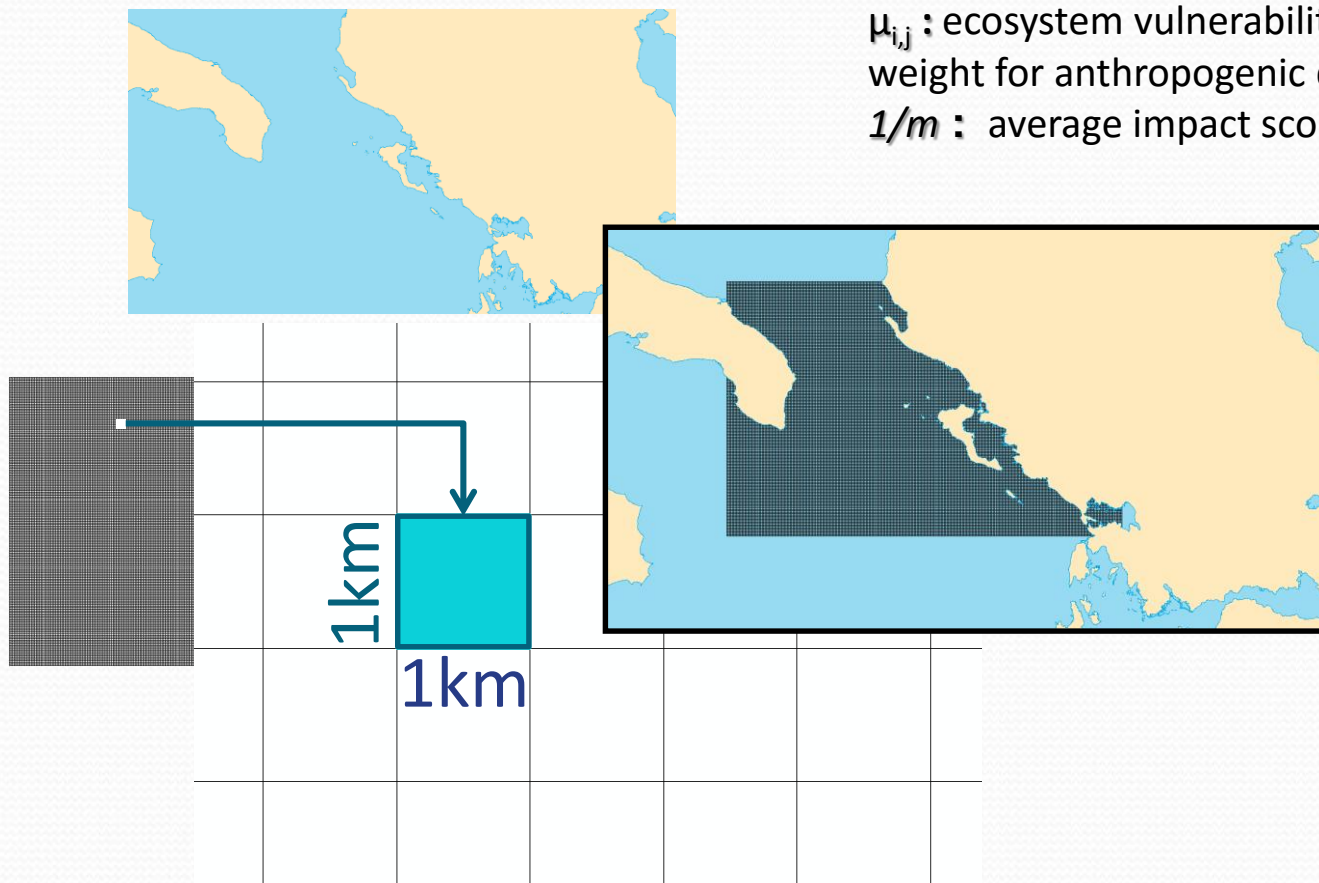 μi,j : ecosystem vulnerabilit
weight for anthropogenic
1/m : average impact sco
1km
1km